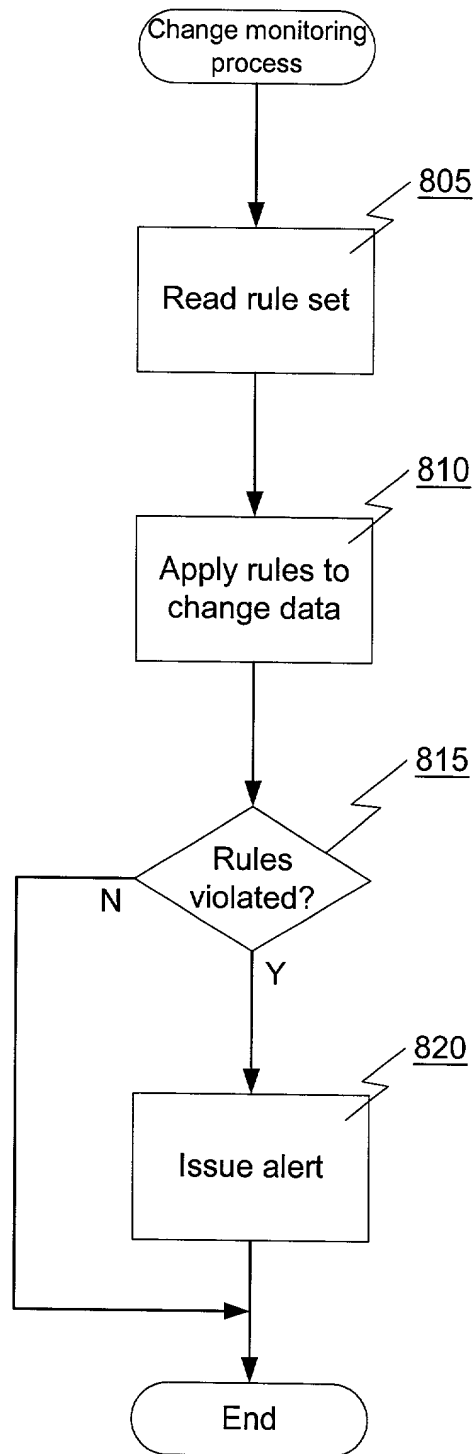 Change monitoring
process
805
Read rule set
810
Apply rules to
change data
815
Rules
violated?
N
Y
820
Issue alert
End